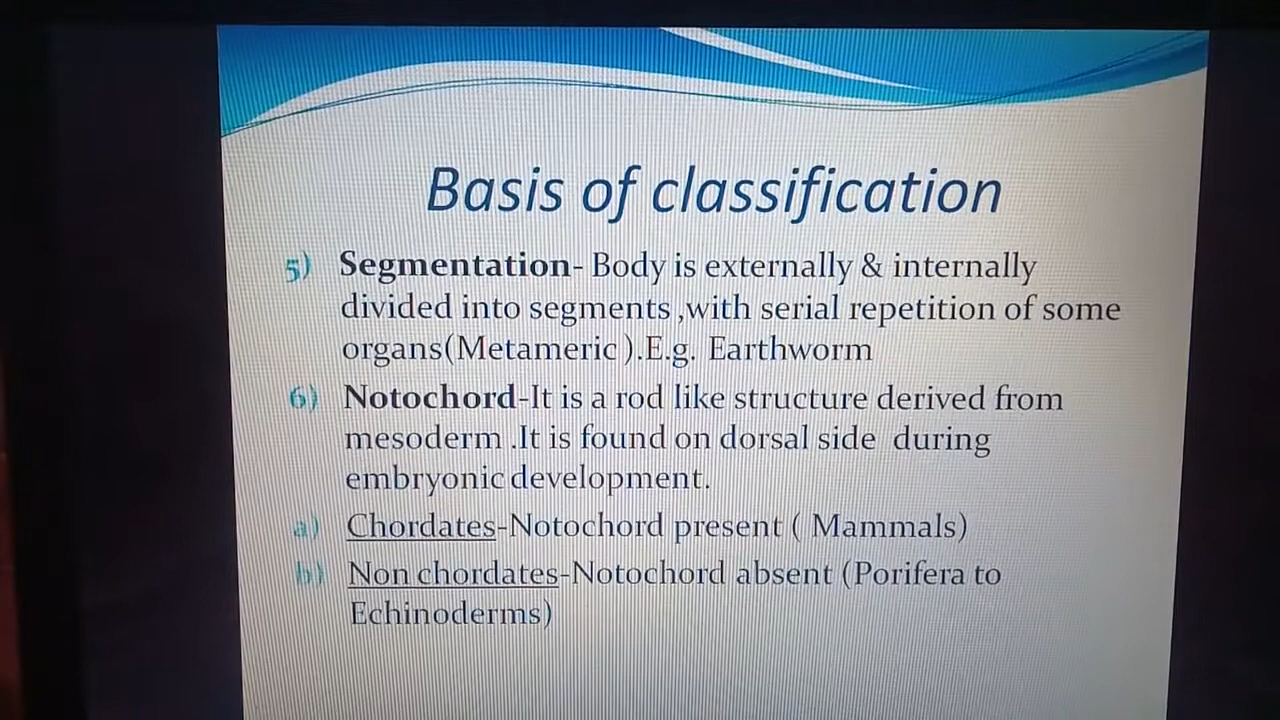 Basis of classification
5) Segmentation- Body is externally & internally
divided into segments ,with serial repetition of some
organs(Metameric ).E.g. Earthworm
6) Notochord-It is a rod like structure derived from
mesoderm .It is found on dorsal side during
embryonic development.
a) Chordates-Notochord present ( Mammals)
b) Non chordates-Notochord absent (Porifera to
Echinoderms)